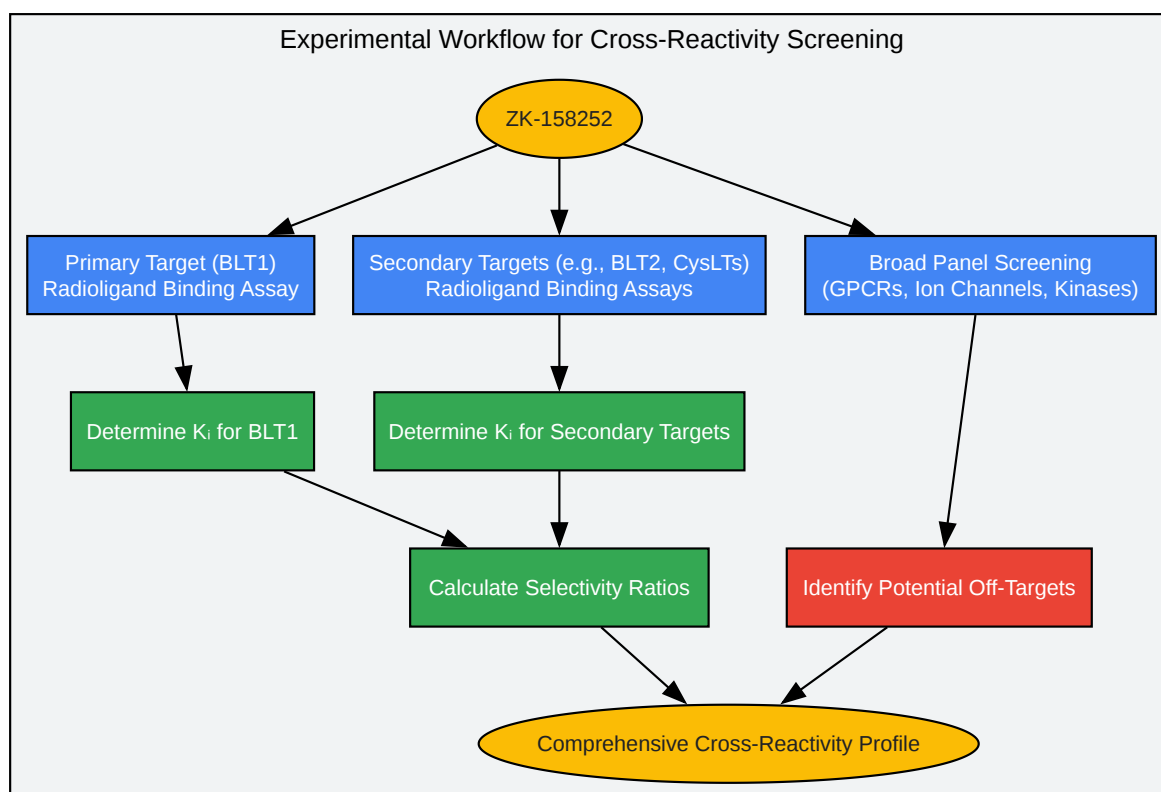 Experimental Workflow for Cross-Reactivity Screening
ZK-158252
Primary Target (BLT1)
Radioligand Binding Assay
Secondary Targets (e.g., BLT2, CysLTs)
Radioligand Binding Assays
Broad Panel Screening
(GPCRs, Ion Channels, Kinases)
Determine Kᵢ for BLT1
Determine Kᵢ for Secondary Targets
Calculate Selectivity Ratios
Identify Potential Off-Targets
Comprehensive Cross-Reactivity Profile